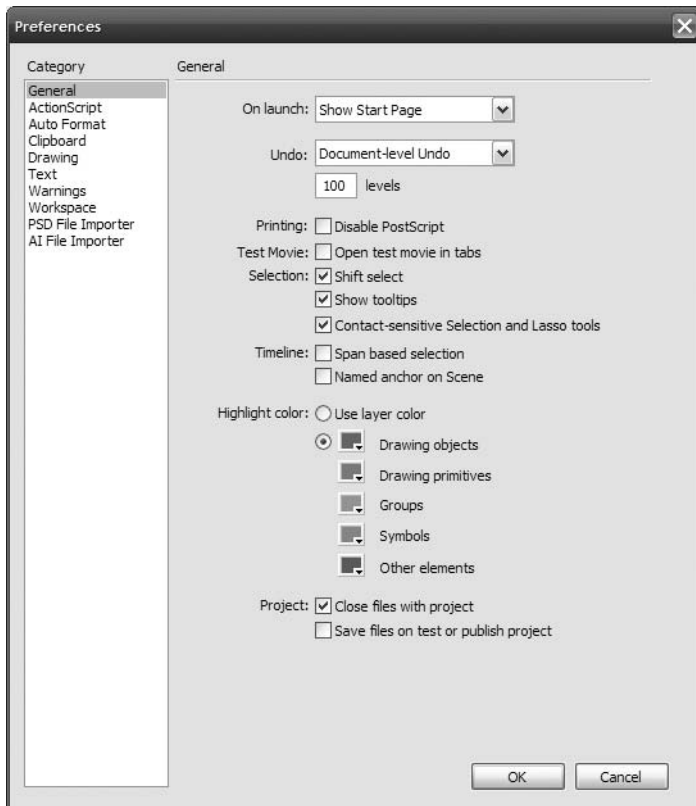 Preferences
Category
General
ActionScript
Auto Format
Clipboard
Drawing
Text
Warnings
Workspace
PSD File Importer
AI File Importer
General
On launch: Show Start Page
Undo: Document-level Undo
100 levels
Printing: Disable PostScript
Test Movie: Open test movie in tabs
Selection: Shift select
Show tooltips
Contact-sensitive Selection and Lasso tools
Timeline: Span based selection
Named anchor on Scene
Highlight color: Use layer color
Drawing objects
Drawing primitives
Groups
Symbols
Other elements
Project: Close files with project
Save files on test or publish project
OK Cancel